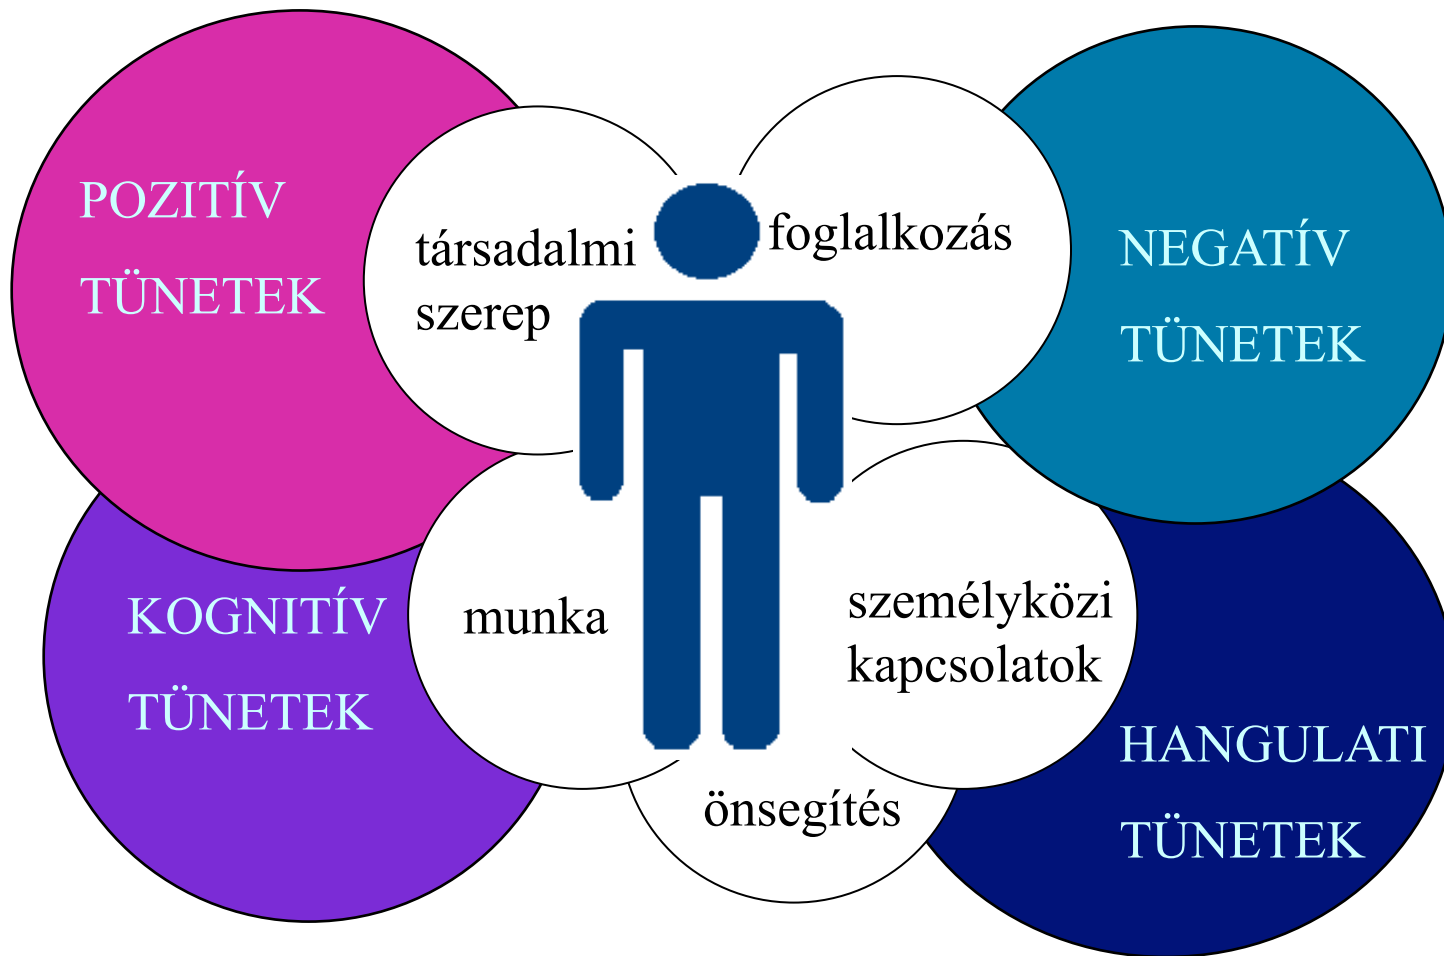 POZITÍV
TÜNETEK
társadalmi
szerep
foglalkozás
NEGATÍV
TÜNETEK
KOGNITÍV
TÜNETEK
munka
személyközi
kapcsolatok
önsegítés
HANGULATI
TÜNETEK